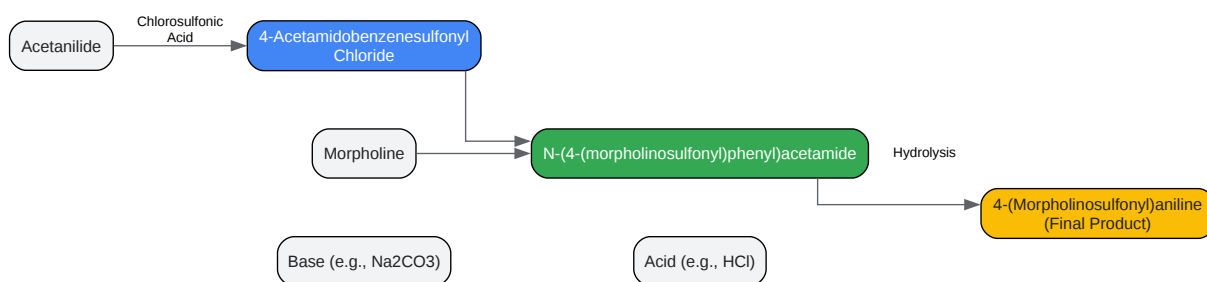 Chlorosulfonic
Acid
Acetanilide
4-Acetamidobenzenesulfonyl
Chloride
Morpholine
N-(4-(morpholinosulfonyl)phenyl)acetamide
Hydrolysis
4-(Morpholinosulfonyl)aniline
(Final Product)
Base (e.g., Na2CO3)
Acid (e.g., HCl)